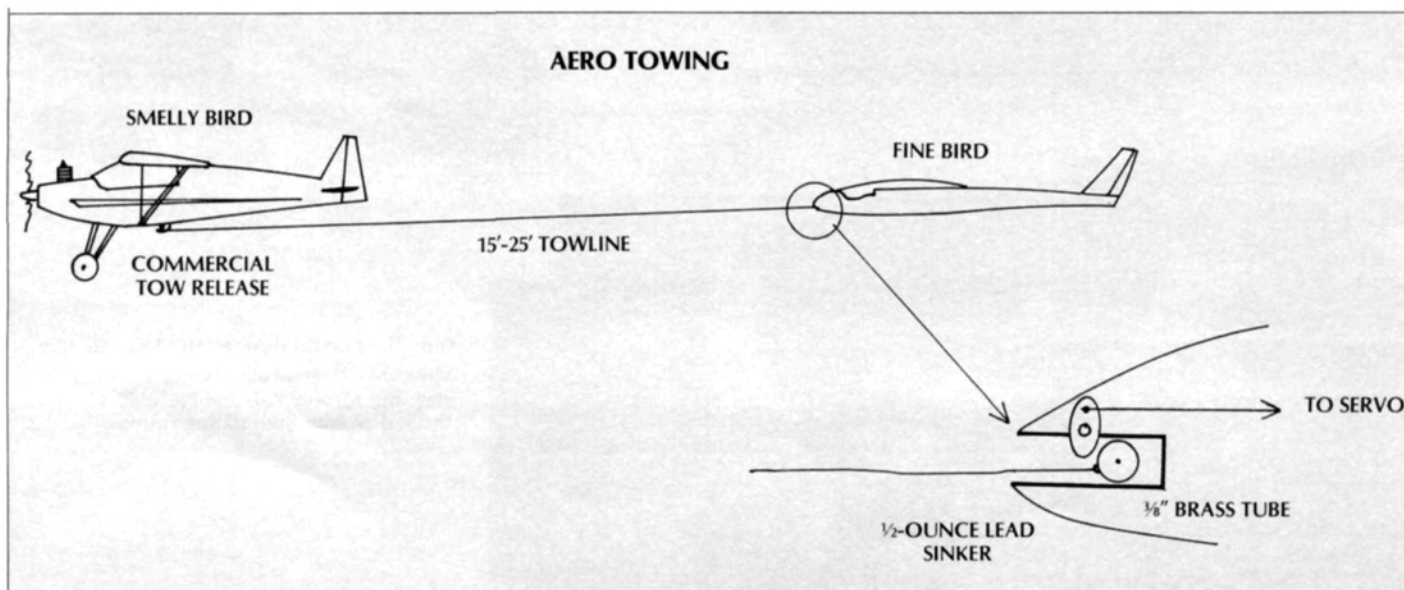 AERO TOWING
SMELLY BIRD
FINE BIRD
15′-25′ TOWLINE
COMMERCIAL
TOW RELEASE
TO SERVO
⅜″ BRASS TUBE
½-OUNCE LEAD
SINKER